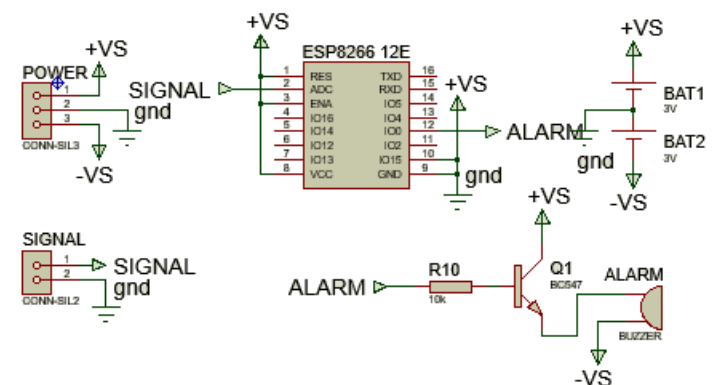 +VS
POWER
1
2
3
gnd
CONN-SIL3
-VS
SIGNAL
1
2
SIGNAL
gnd
CONN-SIL2
+VS
ESP8266 12E
SIGNAL
1 RES TXD 16
2 ADC RXD 15
3 ENA IO5 14
4 IO16 IO4 13
5 IO14 IO0 12
6 IO12 IO2 11
7 IO13 IO15 10
8 VCC GND 9
+VS
ALARM
gnd
+VS
BAT1
3V
BAT2
3V
gnd
-VS
+VS
ALARM
R10
10k
Q1
BC547
ALARM
BUZZER
-VS